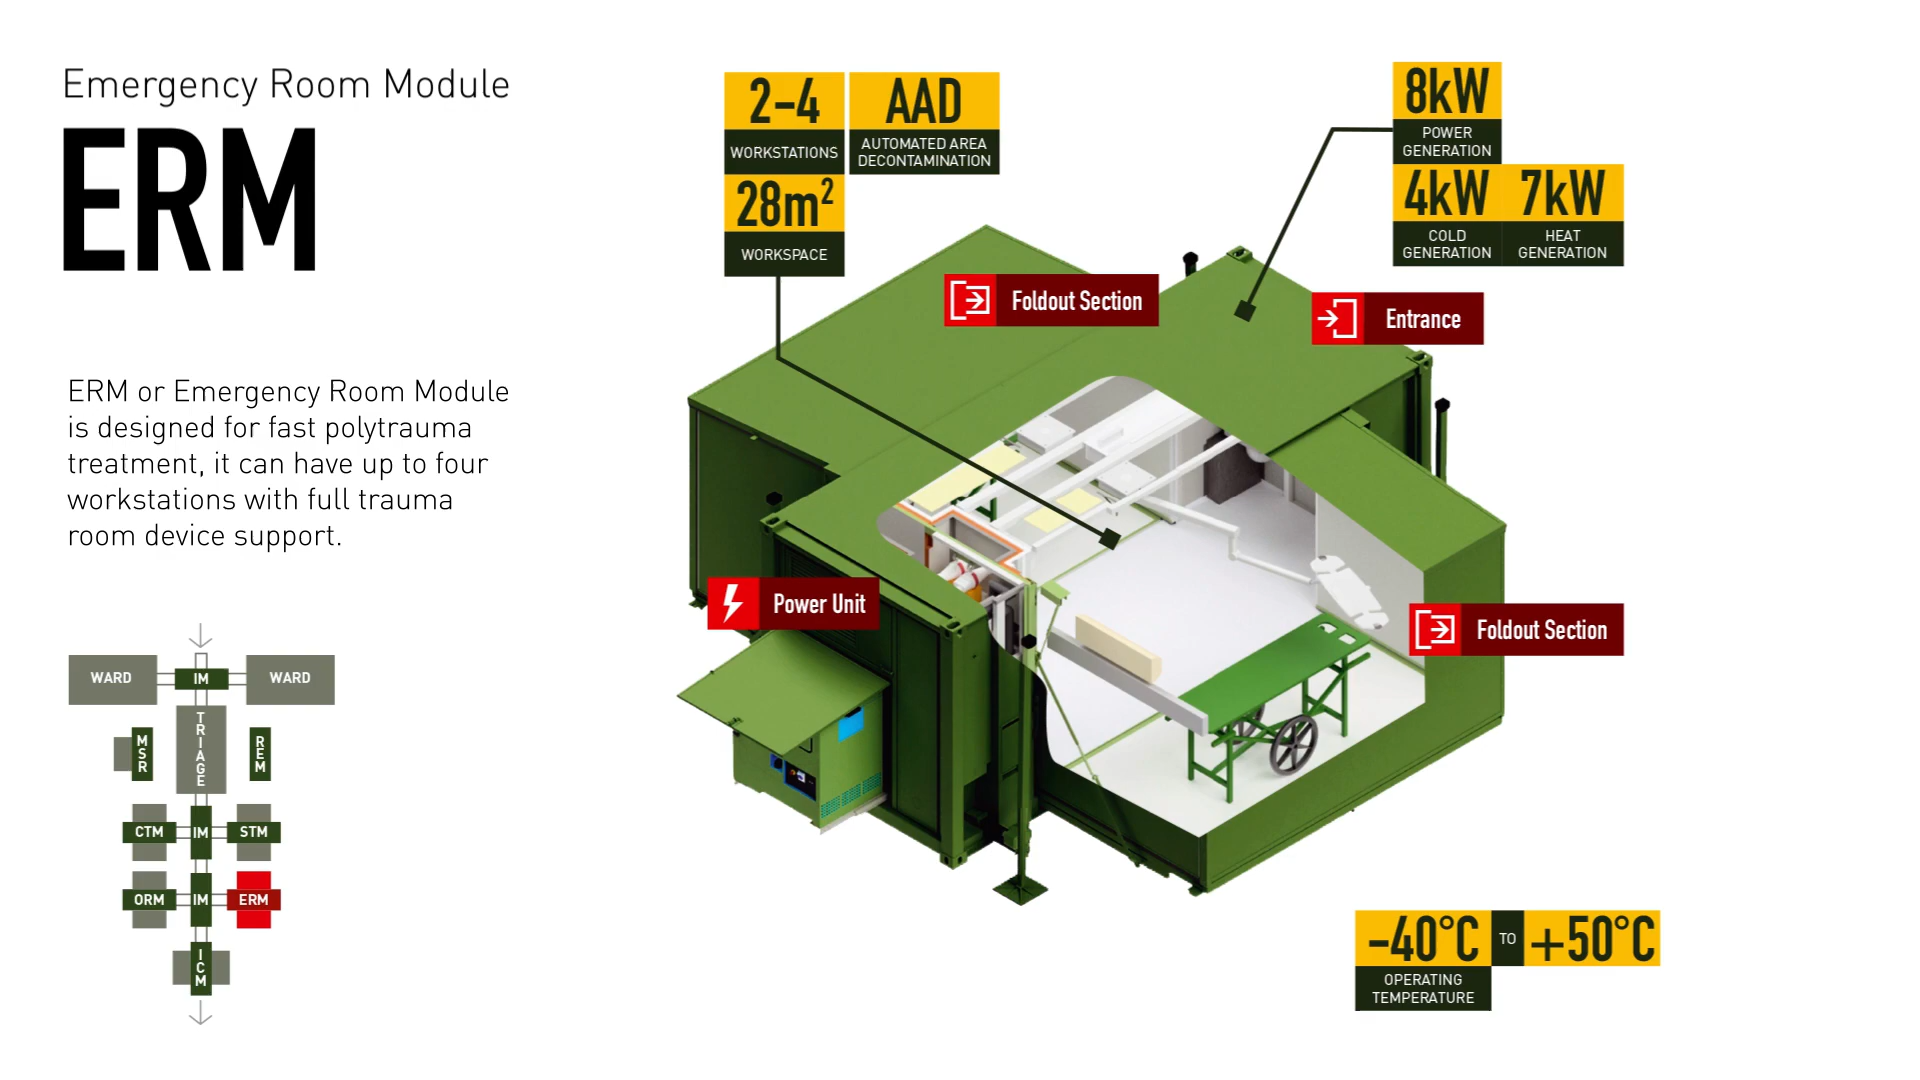 Emergency Room Module
ERM
ERM or Emergency Room Module
is designed for fast polytrauma
treatment, it can have up to four
workstations with full trauma
room device support.
WARD
IM
WARD
TRIAGE
MSR
REM
CTM
IM
STM
ORM
IM
ERM
ICM
2–4
WORKSTATIONS
AAD
AUTOMATED AREA
DECONTAMINATION
28m²
WORKSPACE
8kW
POWER
GENERATION
4kW
COLD
GENERATION
7kW
HEAT
GENERATION
Foldout Section
Entrance
Power Unit
Foldout Section
–40°C TO +50°C
OPERATING
TEMPERATURE